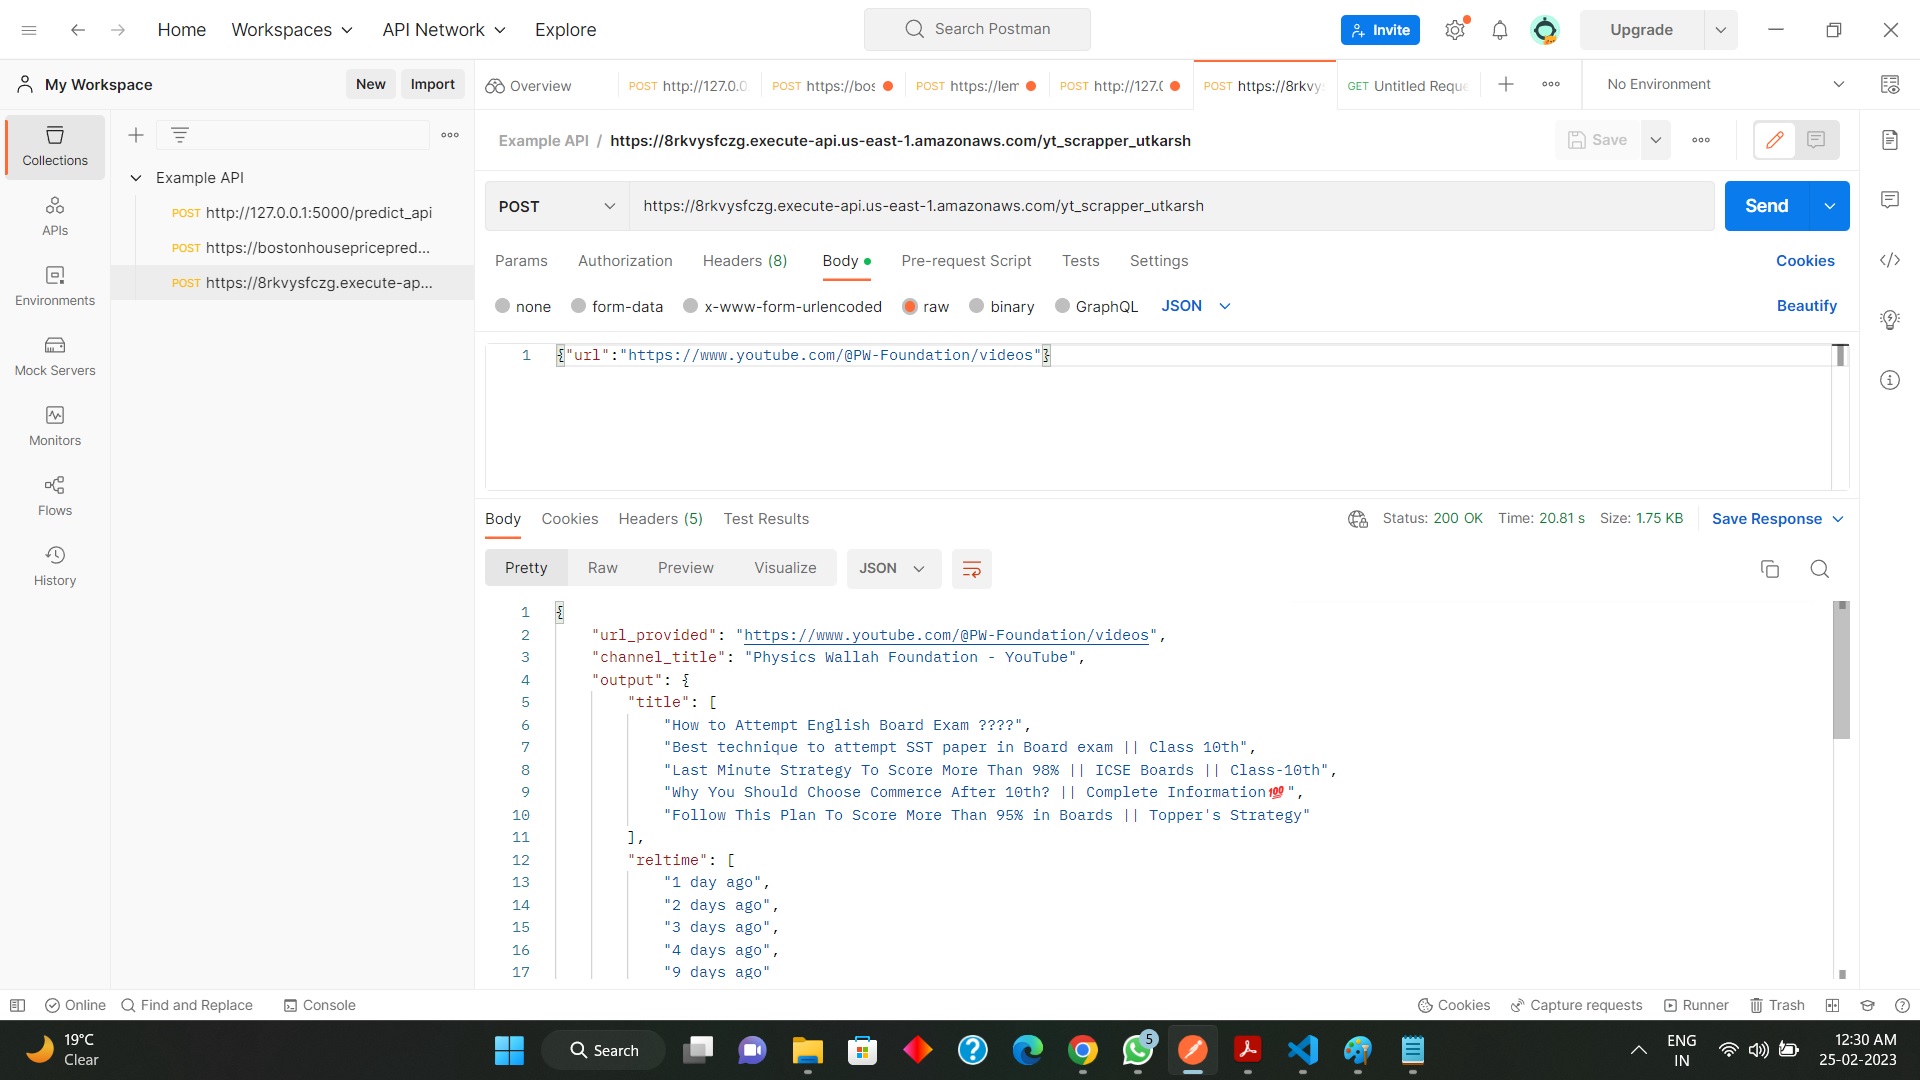 Home Workspaces API Network Explore Search Postman Invite Upgrade
My Workspace New Import Overview POST http://127.0.0 POST https://bos POST https://lem POST http://127.( POST https://8rkvy GET Untitled Reque No Environment
Collections
APIs
Environments
Mock Servers
Monitors
Flows
History
Example API
POST http://127.0.0.1:5000/predict_api
POST https://bostonhousepricepred...
POST https://8rkvysfczg.execute-ap...
Example API / https://8rkvysfczg.execute-api.us-east-1.amazonaws.com/yt_scrapper_utkarsh Save
POST https://8rkvysfczg.execute-api.us-east-1.amazonaws.com/yt_scrapper_utkarsh Send
Params Authorization Headers (8) Body Pre-request Script Tests Settings Cookies
none form-data x-www-form-urlencoded raw binary GraphQL JSON Beautify
1 {"url":"https://www.youtube.com/@PW-Foundation/videos"}
Body Cookies Headers (5) Test Results Status: 200 OK Time: 20.81 s Size: 1.75 KB Save Response
Pretty Raw Preview Visualize JSON
1 {
2 "url_provided": "https://www.youtube.com/@PW-Foundation/videos",
3 "channel_title": "Physics Wallah Foundation - YouTube",
4 "output": {
5 "title": [
6 "How to Attempt English Board Exam ????",
7 "Best technique to attempt SST paper in Board exam || Class 10th",
8 "Last Minute Strategy To Score More Than 98% || ICSE Boards || Class-10th",
9 "Why You Should Choose Commerce After 10th? || Complete Information💯",
10 "Follow This Plan To Score More Than 95% in Boards || Topper's Strategy"
11 ],
12 "reltime": [
13 "1 day ago",
14 "2 days ago",
15 "3 days ago",
16 "4 days ago",
17 "9 days ago"
Online Find and Replace Console Cookies Capture requests Runner Trash
19°C
Clear
Search
5
ENG
IN
12:30 AM
25-02-2023